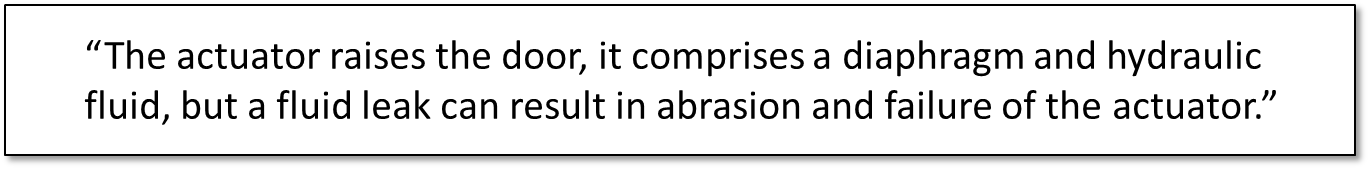 “The actuator raises the door, it comprises a diaphragm and hydraulic
fluid, but a fluid leak can result in abrasion and failure of the actuator.”